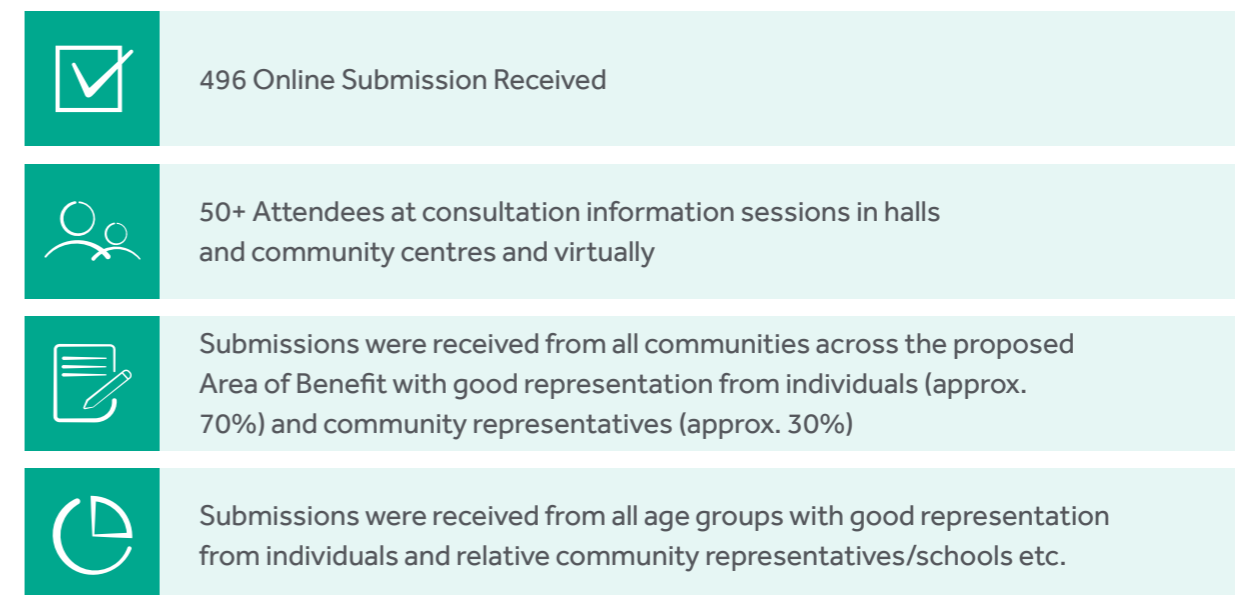 496 Online Submission Received
50+ Attendees at consultation information sessions in halls
and community centres and virtually
Submissions were received from all communities across the proposed
Area of Benefit with good representation from individuals (approx.
70%) and community representatives (approx. 30%)
Submissions were received from all age groups with good representation
from individuals and relative community representatives/schools etc.